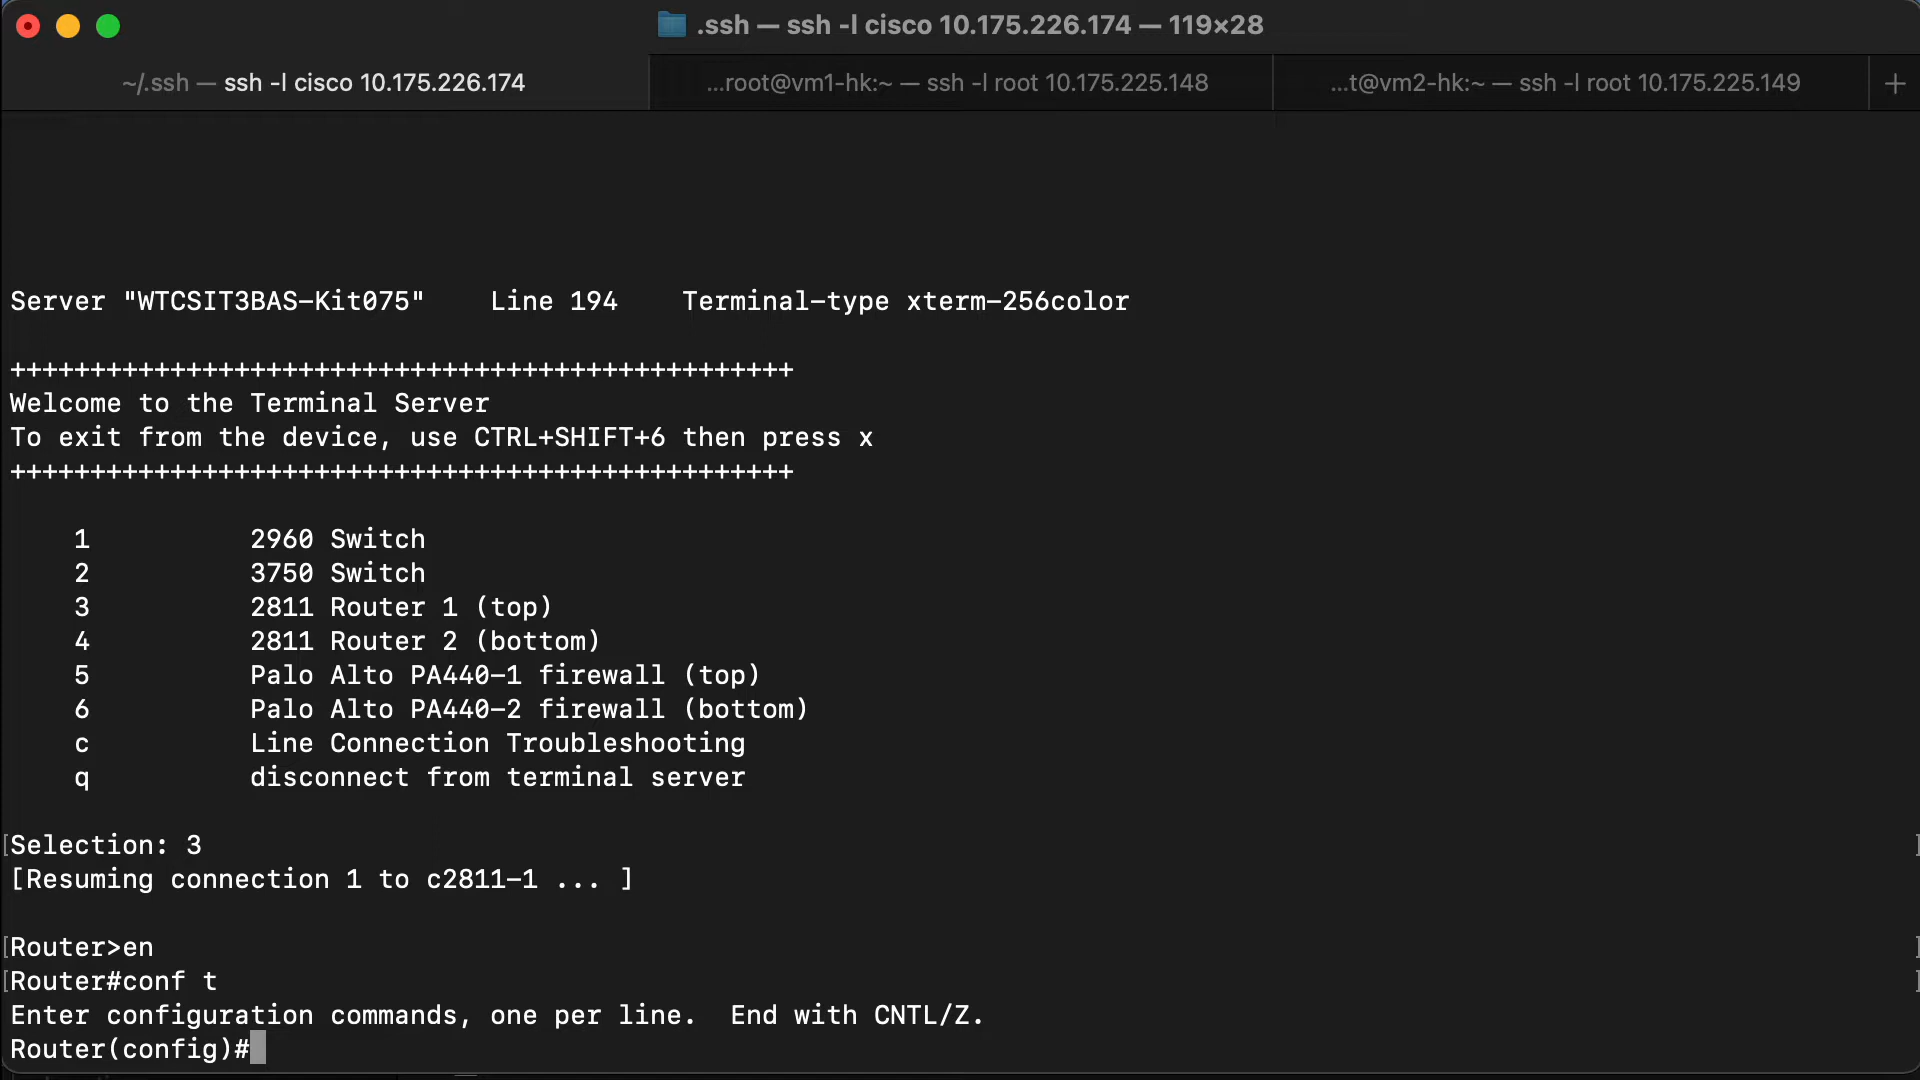 .ssh — ssh -l cisco 10.175.226.174 — 119×28
~/.ssh — ssh -l cisco 10.175.226.174
...root@vm1-hk:~ — ssh -l root 10.175.225.148
...t@vm2-hk:~ — ssh -l root 10.175.225.149
+
Server "WTCSIT3BAS-Kit075"    Line 194    Terminal-type xterm-256color
+++++++++++++++++++++++++++++++++++++++++++++++++
Welcome to the Terminal Server
To exit from the device, use CTRL+SHIFT+6 then press x
+++++++++++++++++++++++++++++++++++++++++++++++++
1          2960 Switch
2          3750 Switch
3          2811 Router 1 (top)
4          2811 Router 2 (bottom)
5          Palo Alto PA440-1 firewall (top)
6          Palo Alto PA440-2 firewall (bottom)
c          Line Connection Troubleshooting
q          disconnect from terminal server
Selection: 3
[Resuming connection 1 to c2811-1 ... ]
Router>en
Router#conf t
Enter configuration commands, one per line.  End with CNTL/Z.
Router(config)#